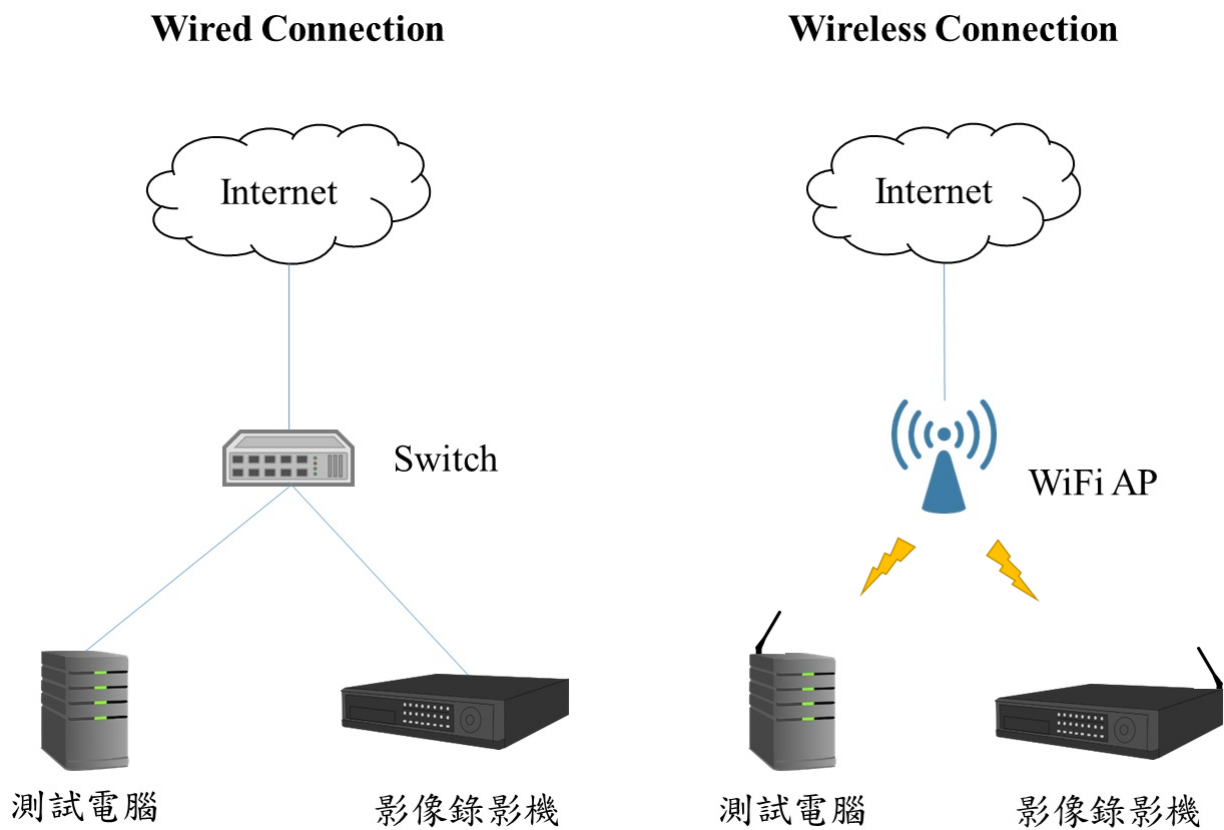 Wired Connection
Wireless Connection
Internet
Internet
Switch
WiFi AP
測試電腦
影像錄影機
測試電腦
影像錄影機